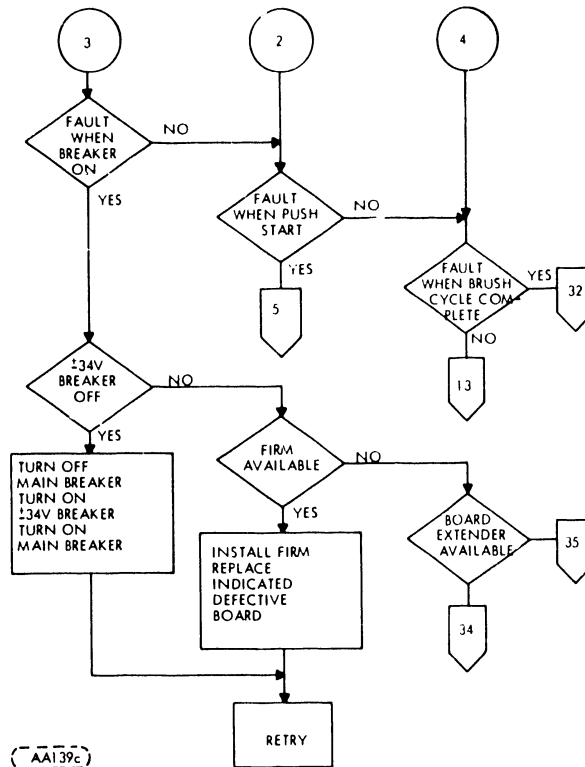 3
2
4
FAULT
WHEN
BREAKER
ON
NO
YES
FAULT
WHEN PUSH
START
NO
YES
5
FAULT
WHEN BRUSH
CYCLE COM-
PLETE
YES
32
NO
13
±34V
BREAKER
OFF
NO
YES
TURN OFF
MAIN BREAKER
TURN ON
±34V BREAKER
TURN ON
MAIN BREAKER
FIRM
AVAILABLE
NO
YES
INSTALL FIRM
REPLACE
INDICATED
DEFECTIVE
BOARD
BOARD
EXTENDER
AVAILABLE
35
34
RETRY
AA139c